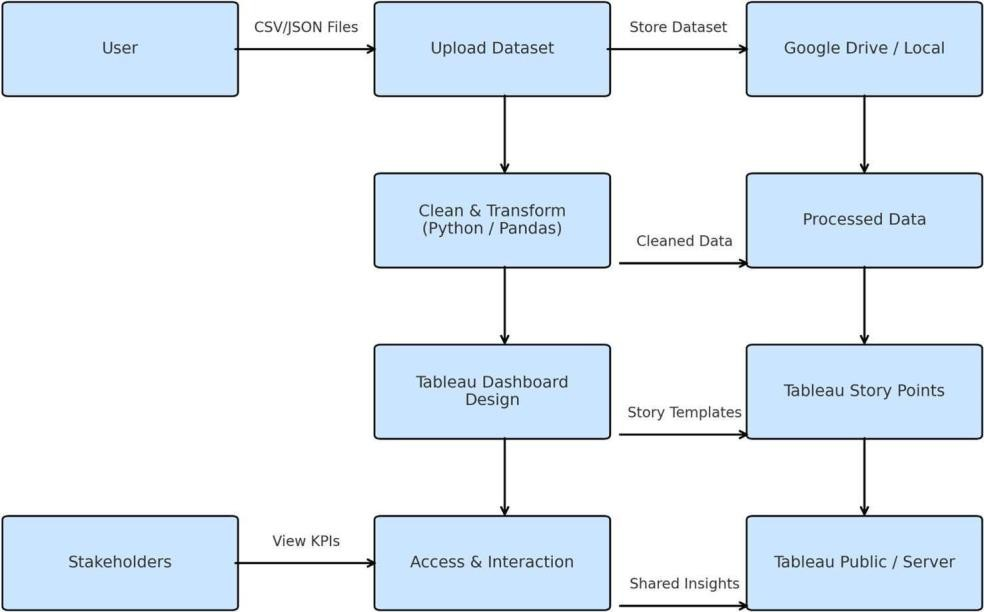 User
CSV/JSON Files
Upload Dataset
Store Dataset
Google Drive / Local
Clean & Transform
(Python / Pandas)
Cleaned Data
Processed Data
Tableau Dashboard
Design
Story Templates
Tableau Story Points
Stakeholders
View KPIs
Access & Interaction
Shared Insights
Tableau Public / Server